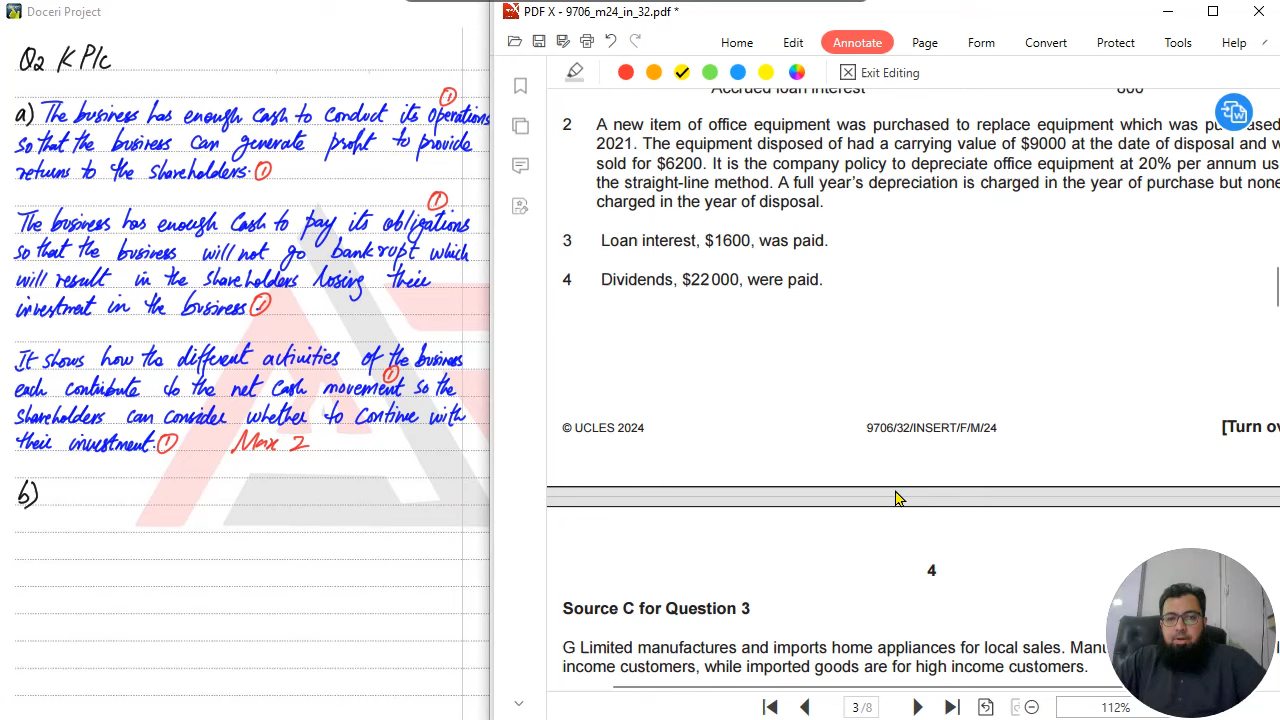 Doceri Project
Q2 K Plc
a) The business has enough cash to conduct its operations ①
so that the business can generate profit to provide
returns to the shareholders. ①
The business has enough cash to pay its obligations ①
so that the business will not go bankrupt which
will result in the shareholders losing their
investment in the business. ①
It shows how the different activities of the business
each contribute to the net cash movement ① so the
shareholders can consider whether to continue with
their investment. ① Max 2
b)
PDF X - 9706_m24_in_32.pdf *
Home Edit Annotate Page Form Convert Protect Tools Help
Exit Editing
Accrued loan interest 600
2 A new item of office equipment was purchased to replace equipment which was
2021. The equipment disposed of had a carrying value of $9000 at the date of disposal and
sold for $6200. It is the company policy to depreciate office equipment at 20% per annum
the straight-line method. A full year's depreciation is charged in the year of purchase but none
charged in the year of disposal.
3 Loan interest, $1600, was paid.
4 Dividends, $22 000, were paid.
© UCLES 2024 9706/32/INSERT/F/M/24 [Turn
4
Source C for Question 3
G Limited manufactures and imports home appliances for local sales.
income customers, while imported goods are for high income customers.
3 /8
112%